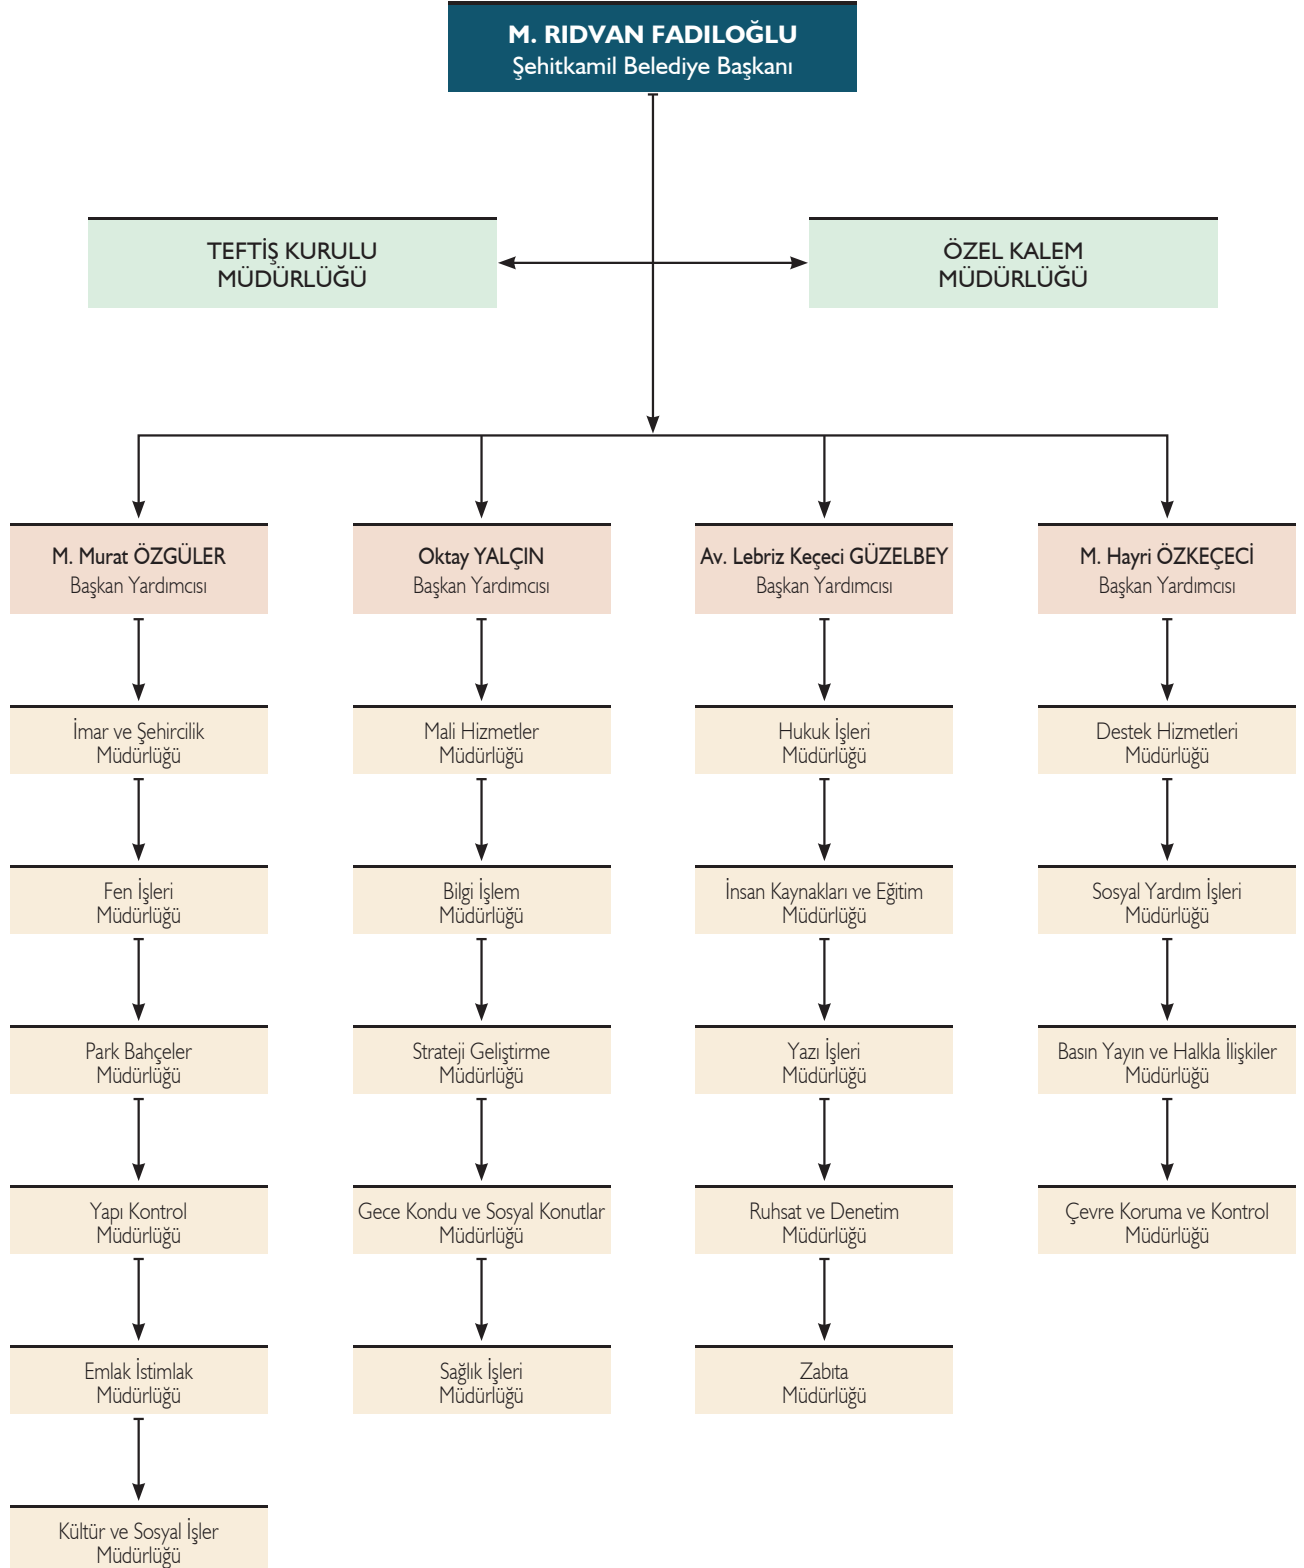 M. RIDVAN FADILOĞLU
Şehitkamil Belediye Başkanı
TEFTİŞ KURULU
MÜDÜRLÜĞÜ
ÖZEL KALEM
MÜDÜRLÜĞÜ
M. Murat ÖZGÜLER
Başkan Yardımcısı
İmar ve Şehircilik
Müdürlüğü
Fen İşleri
Müdürlüğü
Park Bahçeler
Müdürlüğü
Yapı Kontrol
Müdürlüğü
Emlak İstimlak
Müdürlüğü
Kültür ve Sosyal İşler
Müdürlüğü
Oktay YALÇIN
Başkan Yardımcısı
Mali Hizmetler
Müdürlüğü
Bilgi İşlem
Müdürlüğü
Strateji Geliştirme
Müdürlüğü
Gece Kondu ve Sosyal Konutlar
Müdürlüğü
Sağlık İşleri
Müdürlüğü
Av. Lebriz Keçeci GÜZELBEY
Başkan Yardımcısı
Hukuk İşleri
Müdürlüğü
İnsan Kaynakları ve Eğitim
Müdürlüğü
Yazı İşleri
Müdürlüğü
Ruhsat ve Denetim
Müdürlüğü
Zabıta
Müdürlüğü
M. Hayri ÖZKEÇECİ
Başkan Yardımcısı
Destek Hizmetleri
Müdürlüğü
Sosyal Yardım İşleri
Müdürlüğü
Basın Yayın ve Halkla İlişkiler
Müdürlüğü
Çevre Koruma ve Kontrol
Müdürlüğü